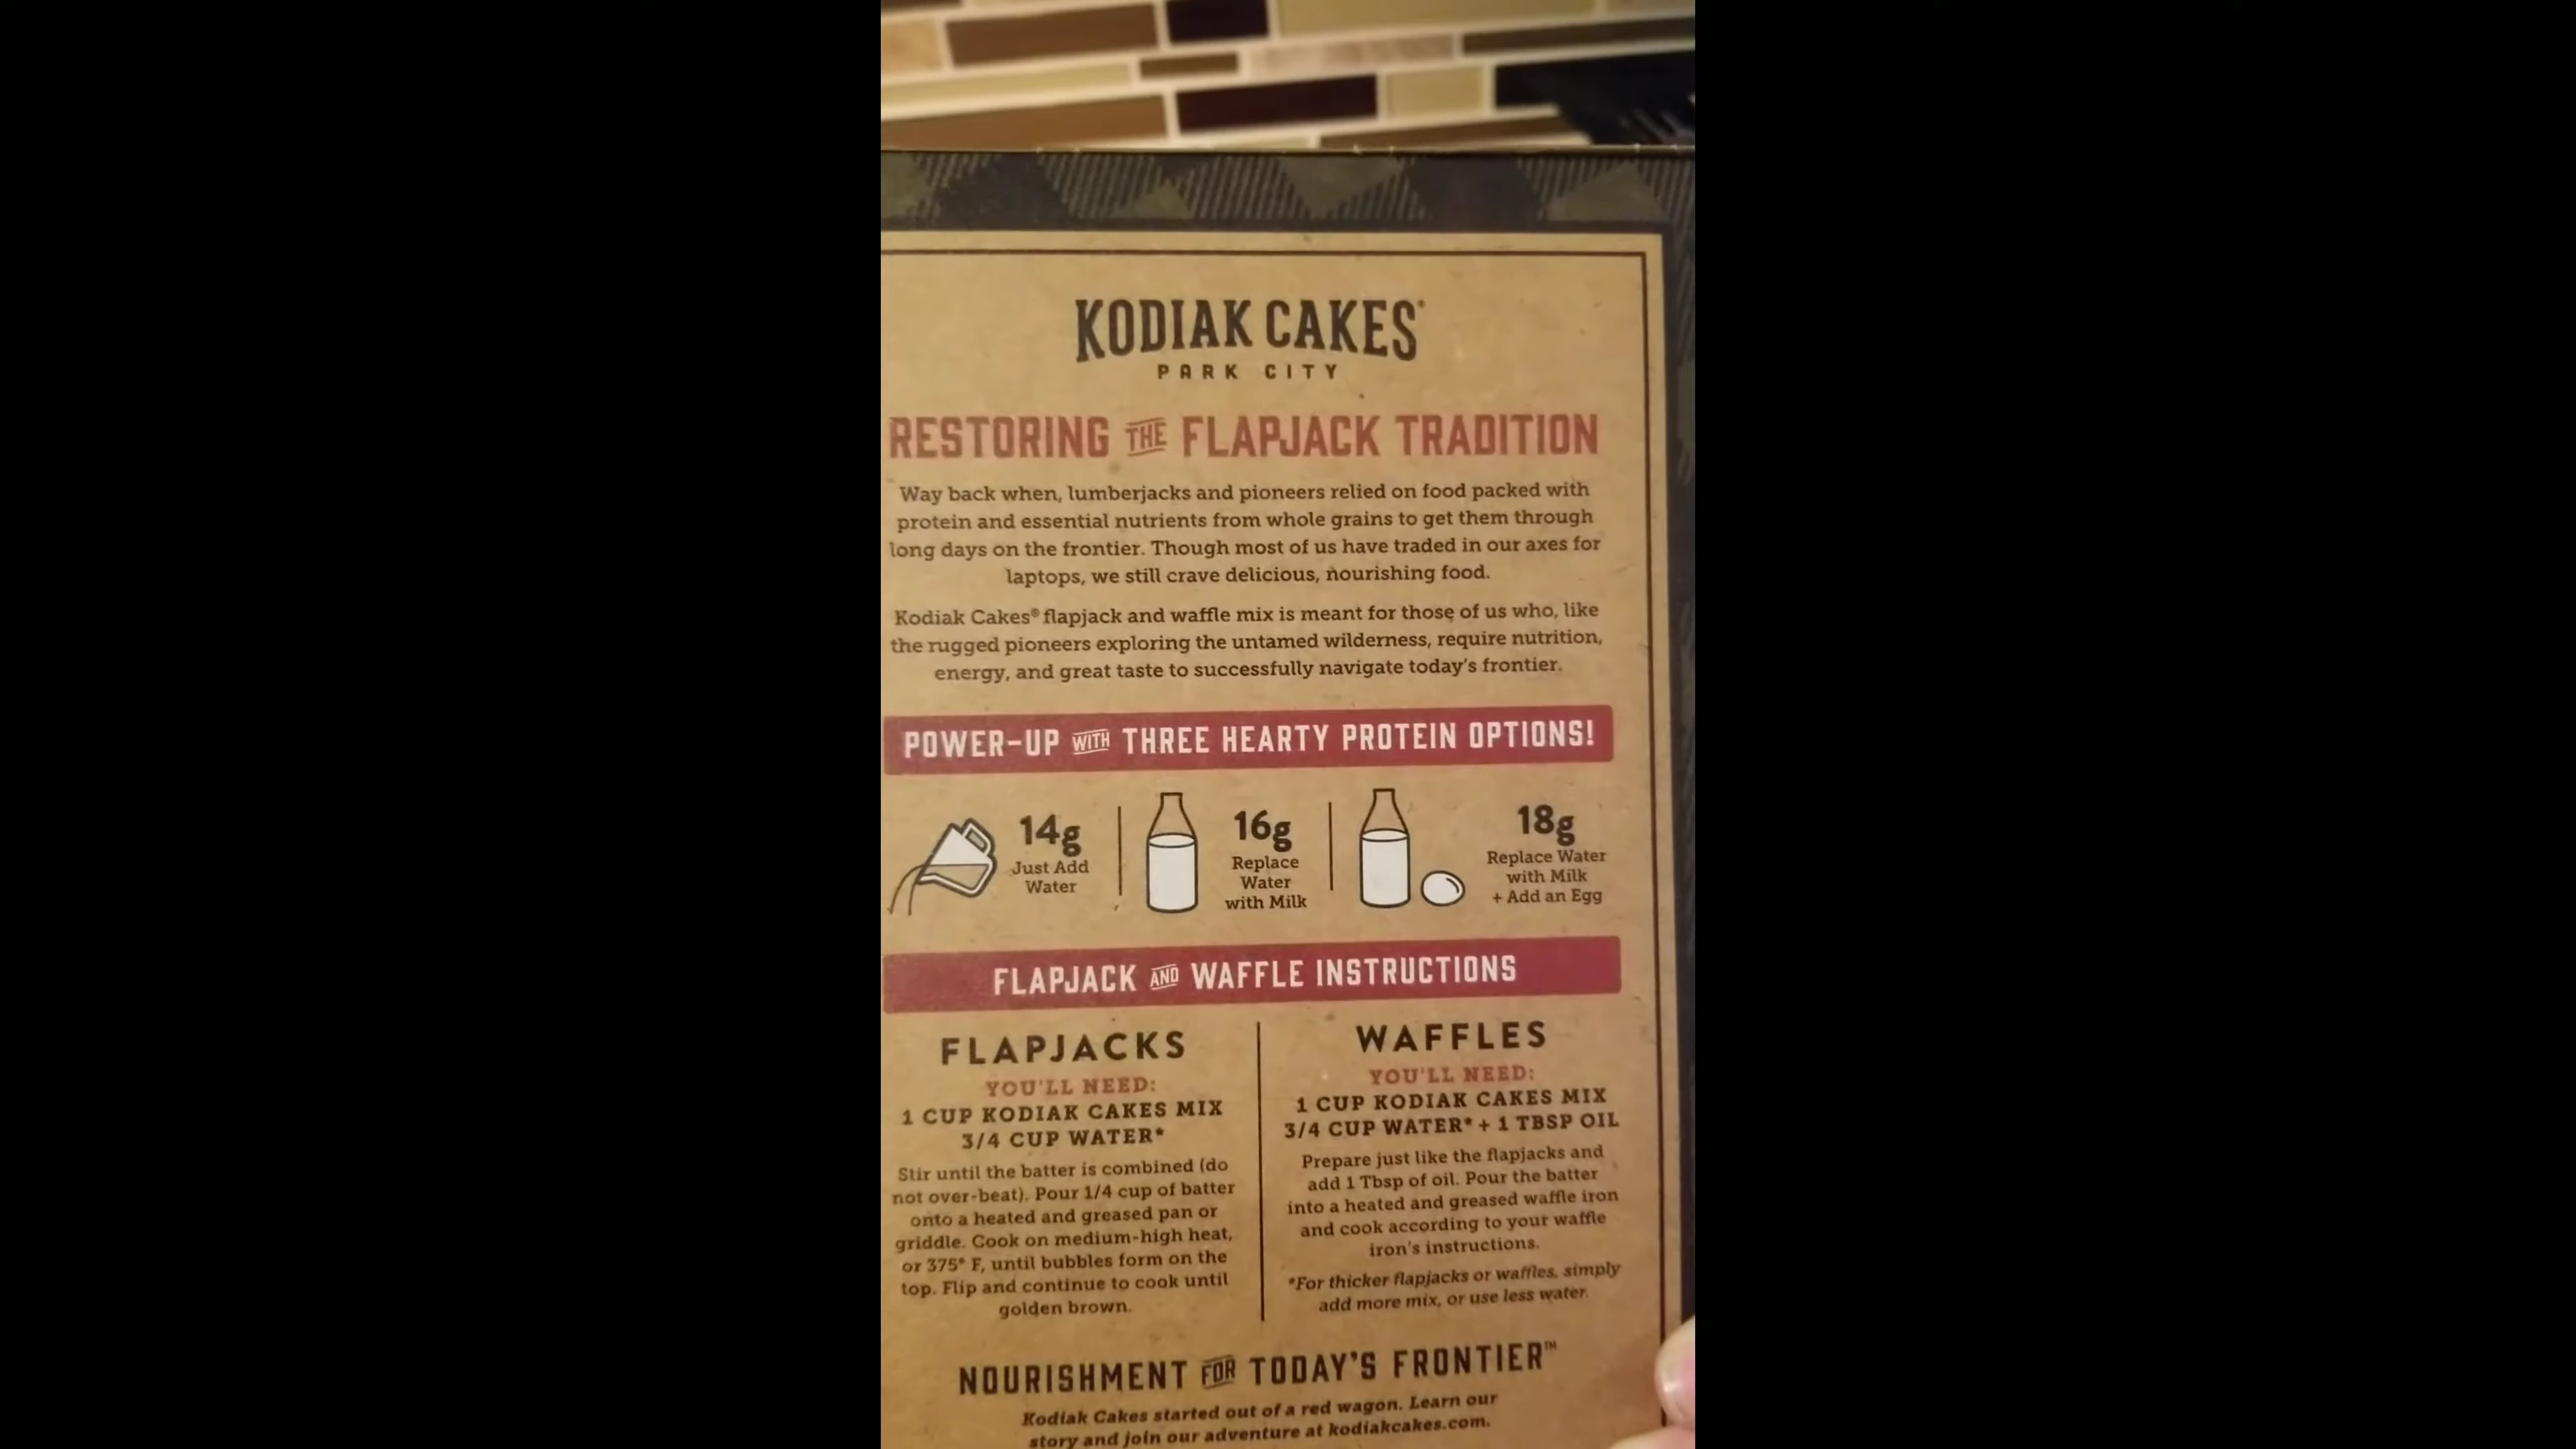 KODIAK CAKES®
PARK CITY
RESTORING THE FLAPJACK TRADITION
Way back when, lumberjacks and pioneers relied on food packed with
protein and essential nutrients from whole grains to get them through
long days on the frontier. Though most of us have traded in our axes for
laptops, we still crave delicious, nourishing food.
Kodiak Cakes® flapjack and waffle mix is meant for those of us who, like
the rugged pioneers exploring the untamed wilderness, require nutrition,
energy, and great taste to successfully navigate today's frontier.
POWER-UP WITH THREE HEARTY PROTEIN OPTIONS!
14g
Just Add
Water
16g
Replace
Water
with Milk
18g
Replace Water
with Milk
+ Add an Egg
FLAPJACK AND WAFFLE INSTRUCTIONS
FLAPJACKS
YOU'LL NEED:
1 CUP KODIAK CAKES MIX
3/4 CUP WATER*
Stir until the batter is combined (do
not over-beat). Pour 1/4 cup of batter
onto a heated and greased pan or
griddle. Cook on medium-high heat,
or 375° F, until bubbles form on the
top. Flip and continue to cook until
golden brown.
WAFFLES
YOU'LL NEED:
1 CUP KODIAK CAKES MIX
3/4 CUP WATER* + 1 TBSP OIL
Prepare just like the flapjacks and
add 1 Tbsp of oil. Pour the batter
into a heated and greased waffle iron
and cook according to your waffle
iron's instructions.
*For thicker flapjacks or waffles, simply
add more mix, or use less water.
NOURISHMENT FOR TODAY'S FRONTIER™
Kodiak Cakes started out of a red wagon. Learn our
story and join our adventure at kodiakcakes.com.